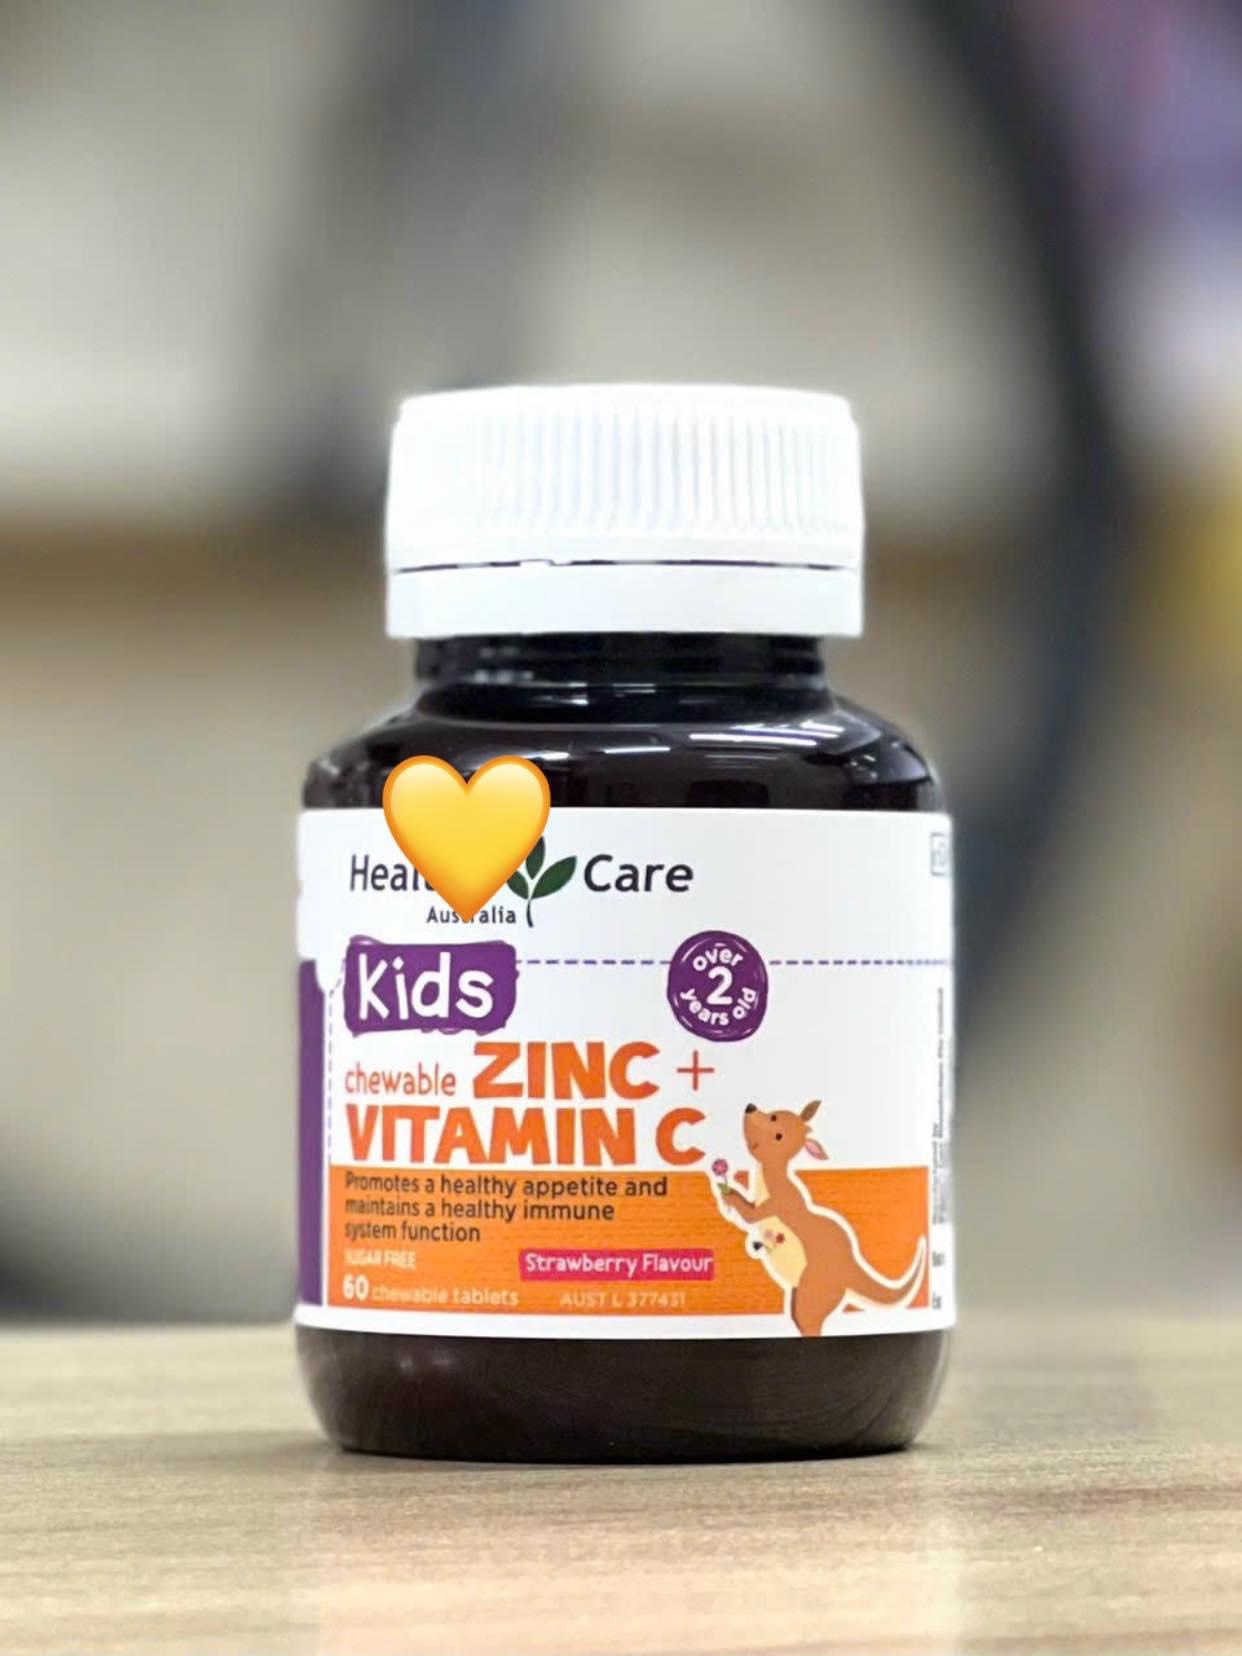 Care
Australia
Kids
over
2
years old
chewable ZINC +
VITAMIN C
Promotes a healthy appetite and
maintains a healthy immune
system function
SUGAR FREE
Strawberry Flavour
60 chewable tablets
AUST L 377431